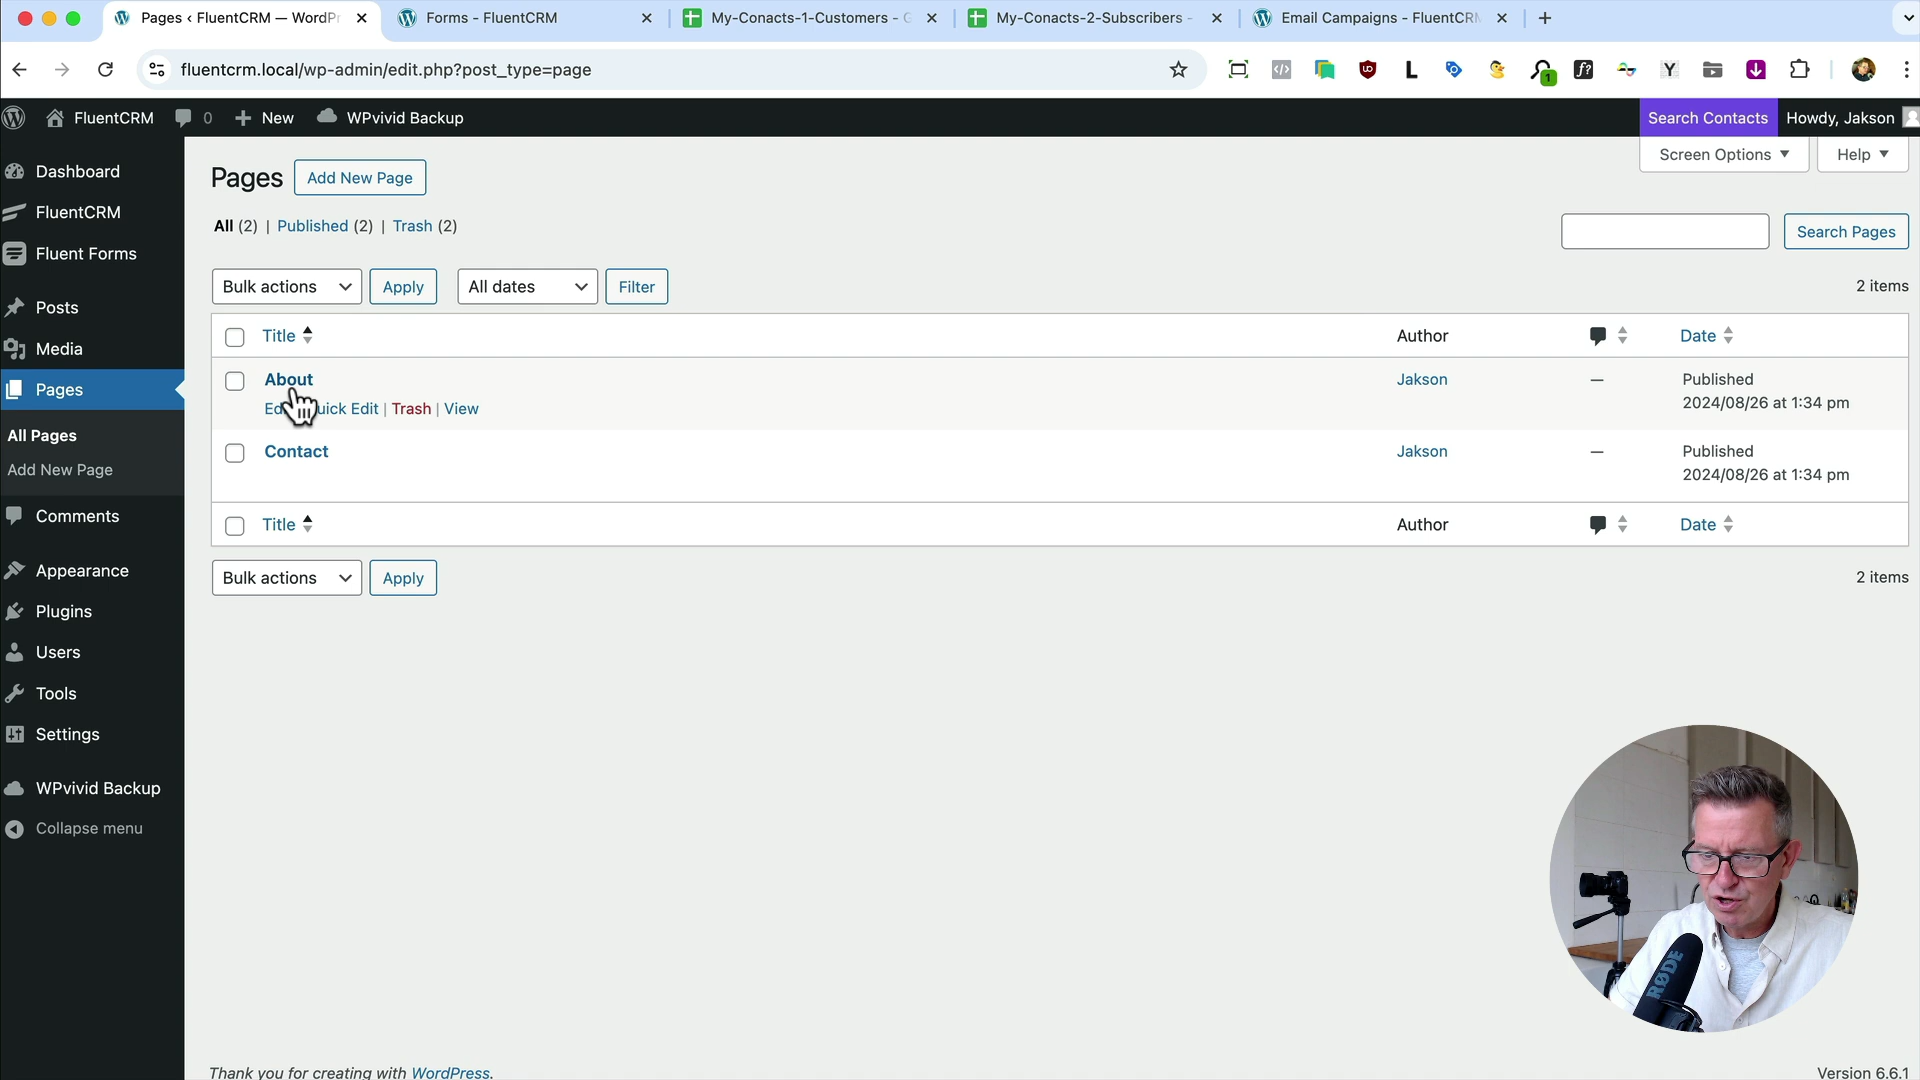 Pages ‹ FluentCRM — WordPr
Forms - FluentCRM
My-Conacts-1-Customers - G
My-Conacts-2-Subscribers -
Email Campaigns - FluentCRM
fluentcrm.local/wp-admin/edit.php?post_type=page
1
FluentCRM
0
New
WPvivid Backup
Search Contacts
Howdy, Jakson
Dashboard
FluentCRM
Fluent Forms
Posts
Media
Pages
All Pages
Add New Page
Comments
Appearance
Plugins
Users
Tools
Settings
WPvivid Backup
Collapse menu
Screen Options
Help
Pages
Add New Page
All (2) | Published (2) | Trash (2)
Search Pages
Bulk actions
Apply
All dates
Filter
2 items
Title
Author
Date
About
Jakson
—
Published
2024/08/26 at 1:34 pm
Quick Edit | Trash | View
Contact
Jakson
—
Published
2024/08/26 at 1:34 pm
Title
Author
Date
Bulk actions
Apply
2 items
RØDE
Thank you for creating with WordPress.
Version 6.6.1